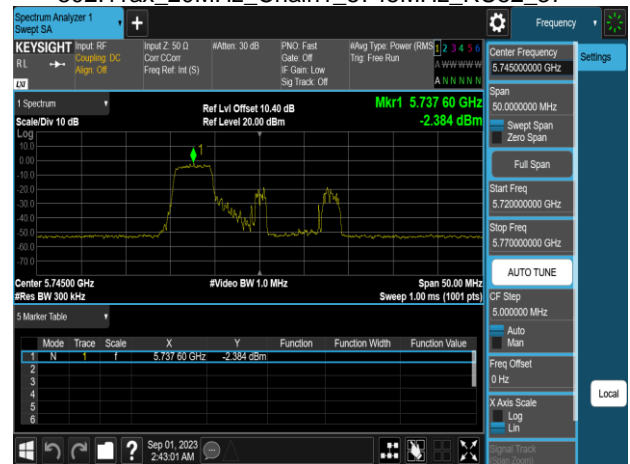 Spectrum Analyzer 1
Swept SA
Frequency
KEYSIGHT
RL
LXI
Input: RF
Coupling: DC
Align: Off
Input Z: 50 Ω
Corr CCorr
Freq Ref: Int (S)
#Atten: 30 dB
PNO: Fast
Gate: Off
IF Gain: Low
Sig Track: Off
#Avg Type: Power (RMS
Trig: Free Run
1 2 3 4 5 6
A W W W W W
A N N N N N
Center Frequency
5.745000000 GHz
Settings
Span
50.0000000 MHz
Swept Span
Zero Span
Full Span
Start Freq
5.720000000 GHz
Stop Freq
5.770000000 GHz
AUTO TUNE
CF Step
5.000000 MHz
Auto
Man
Freq Offset
0 Hz
X Axis Scale
Log
Lin
Signal Track
(Span Zoom)
Local
1 Spectrum
Scale/Div 10 dB
Log
Ref Lvl Offset 10.40 dB
Ref Level 20.00 dBm
Mkr1 5.737 60 GHz
-2.384 dBm
1
10.0
0.00
-10.0
-20.0
-30.0
-40.0
-50.0
-60.0
-70.0
Center 5.74500 GHz
#Res BW 300 kHz
#Video BW 1.0 MHz
Span 50.00 MHz
Sweep 1.00 ms (1001 pts)
5 Marker Table
Mode Trace Scale X Y Function Function Width Function Value
1 N 1 f 5.737 60 GHz -2.384 dBm
2
3
4
5
6
Sep 01, 2023
2:43:01 AM